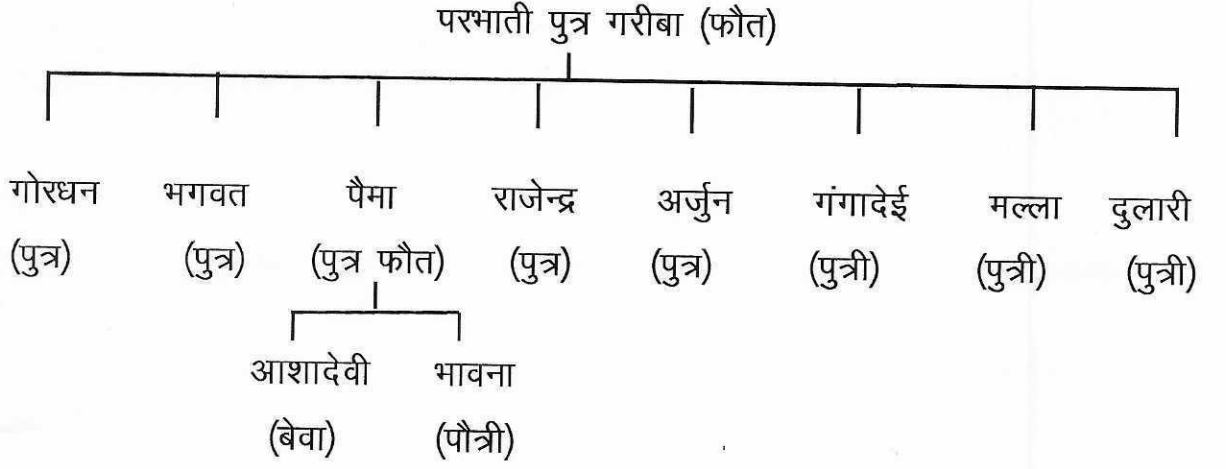 परभाती पुत्र गरीबा (फौत)
गोरधन भगवत पैमा राजेन्द्र अर्जुन गंगादेई मल्ला दुलारी
(पुत्र) (पुत्र) (पुत्र फौत) (पुत्र) (पुत्र) (पुत्री) (पुत्री) (पुत्री)
आशादेवी भावना
(बेवा) (पौत्री)